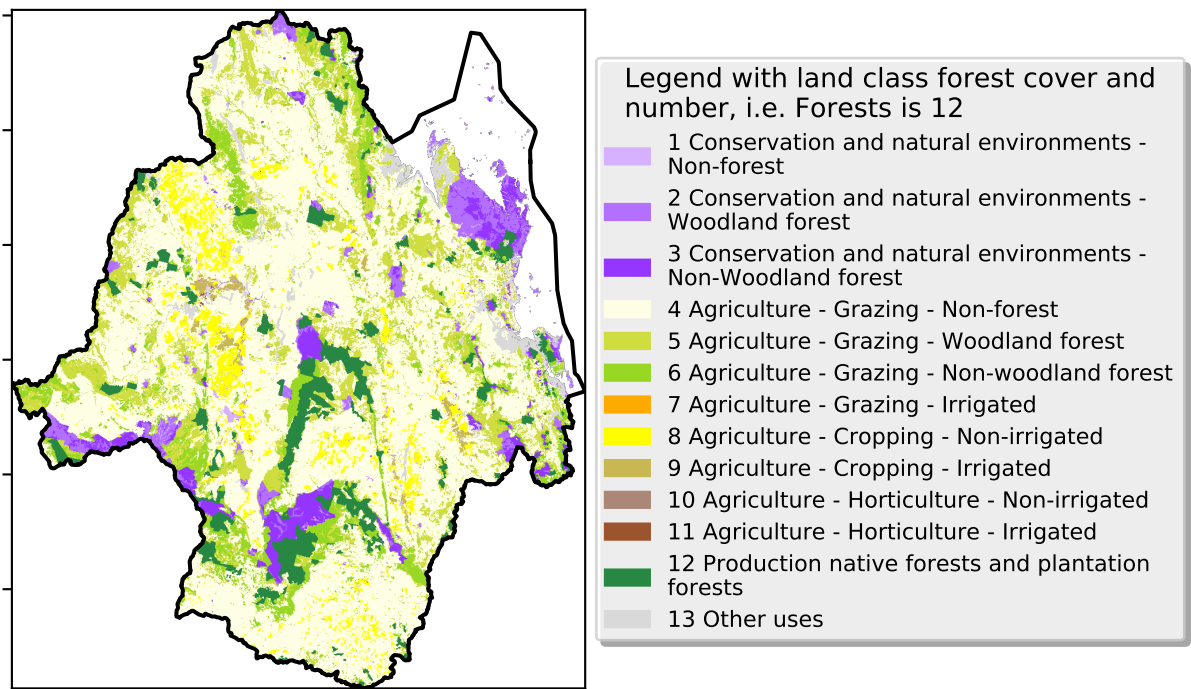 Legend with land class forest cover and
number, i.e. Forests is 12
1 Conservation and natural environments -
Non-forest
2 Conservation and natural environments -
Woodland forest
3 Conservation and natural environments -
Non-Woodland forest
4 Agriculture - Grazing - Non-forest
5 Agriculture - Grazing - Woodland forest
6 Agriculture - Grazing - Non-woodland forest
7 Agriculture - Grazing - Irrigated
8 Agriculture - Cropping - Non-irrigated
9 Agriculture - Cropping - Irrigated
10 Agriculture - Horticulture - Non-irrigated
11 Agriculture - Horticulture - Irrigated
12 Production native forests and plantation
forests
13 Other uses